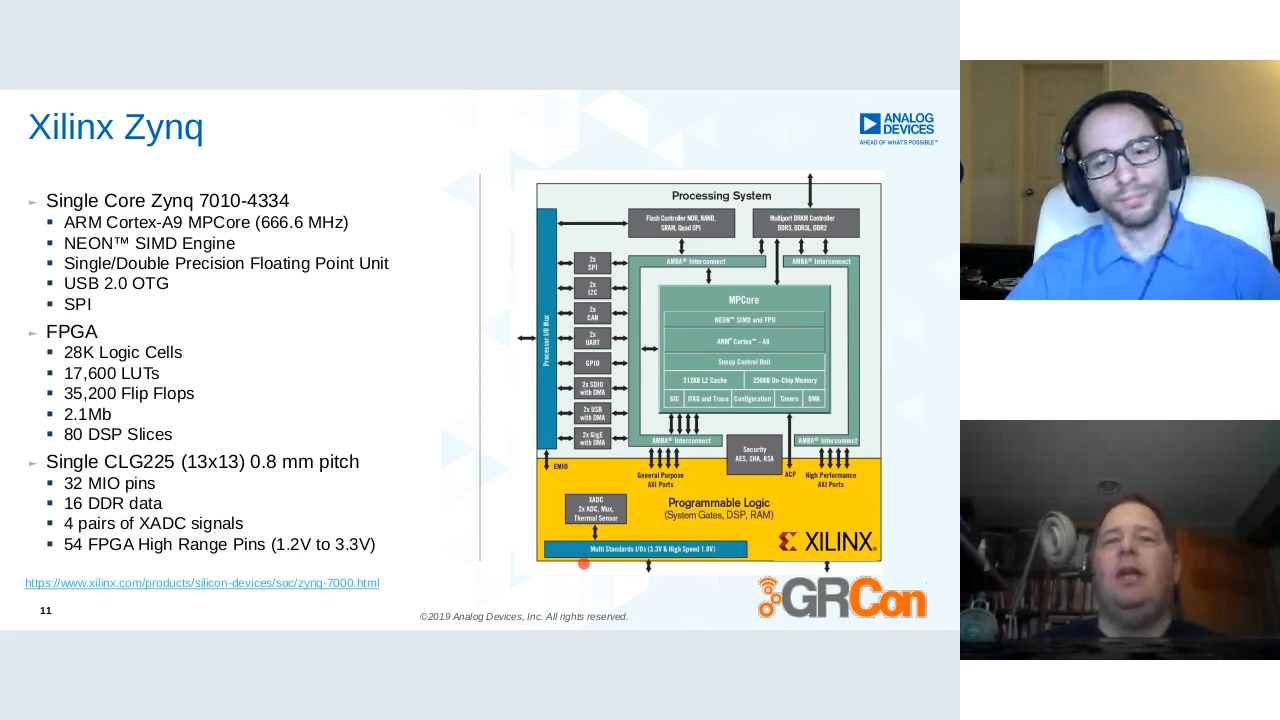 Xilinx Zynq
ANALOG
DEVICES
AHEAD OF WHAT'S POSSIBLE™
Single Core Zynq 7010-4334
ARM Cortex-A9 MPCore (666.6 MHz)
NEON™ SIMD Engine
Single/Double Precision Floating Point Unit
USB 2.0 OTG
SPI
FPGA
28K Logic Cells
17,600 LUTs
35,200 Flip Flops
2.1Mb
80 DSP Slices
Single CLG225 (13x13) 0.8 mm pitch
32 MIO pins
16 DDR data
4 pairs of XADC signals
54 FPGA High Range Pins (1.2V to 3.3V)
https://www.xilinx.com/products/silicon-devices/soc/zynq-7000.html
11
©2019 Analog Devices, Inc. All rights reserved.
Processing System
Flash Controller NOR, NAND,
SRAM, Quad SPI
Multiport DRAM Controller
DDR3, DDR3L, DDR2
Processor I/O Mux
2x
SPI
2x
I2C
2x
CAN
2x
UART
GPIO
2x SDIO
with DMA
2x USB
with DMA
2x GigE
with DMA
AMBA® Interconnect
AMBA® Interconnect
MPCore
NEON™ SIMD and FPU
ARM® Cortex™ - A9
Snoop Control Unit
512KB L2 Cache
256KB On-Chip Memory
GIC
JTAG and Trace
Configuration
Timers
DMA
AMBA® Interconnect
AMBA® Interconnect
Security
AES, SHA, RSA
EMIO
General Purpose
AXI Ports
ACP
High Performance
AXI Ports
XADC
2x ADC, Mux,
Thermal Sensor
Programmable Logic
(System Gates, DSP, RAM)
Multi Standards I/Os (3.3V & High Speed 1.8V)
XILINX®
GRCon